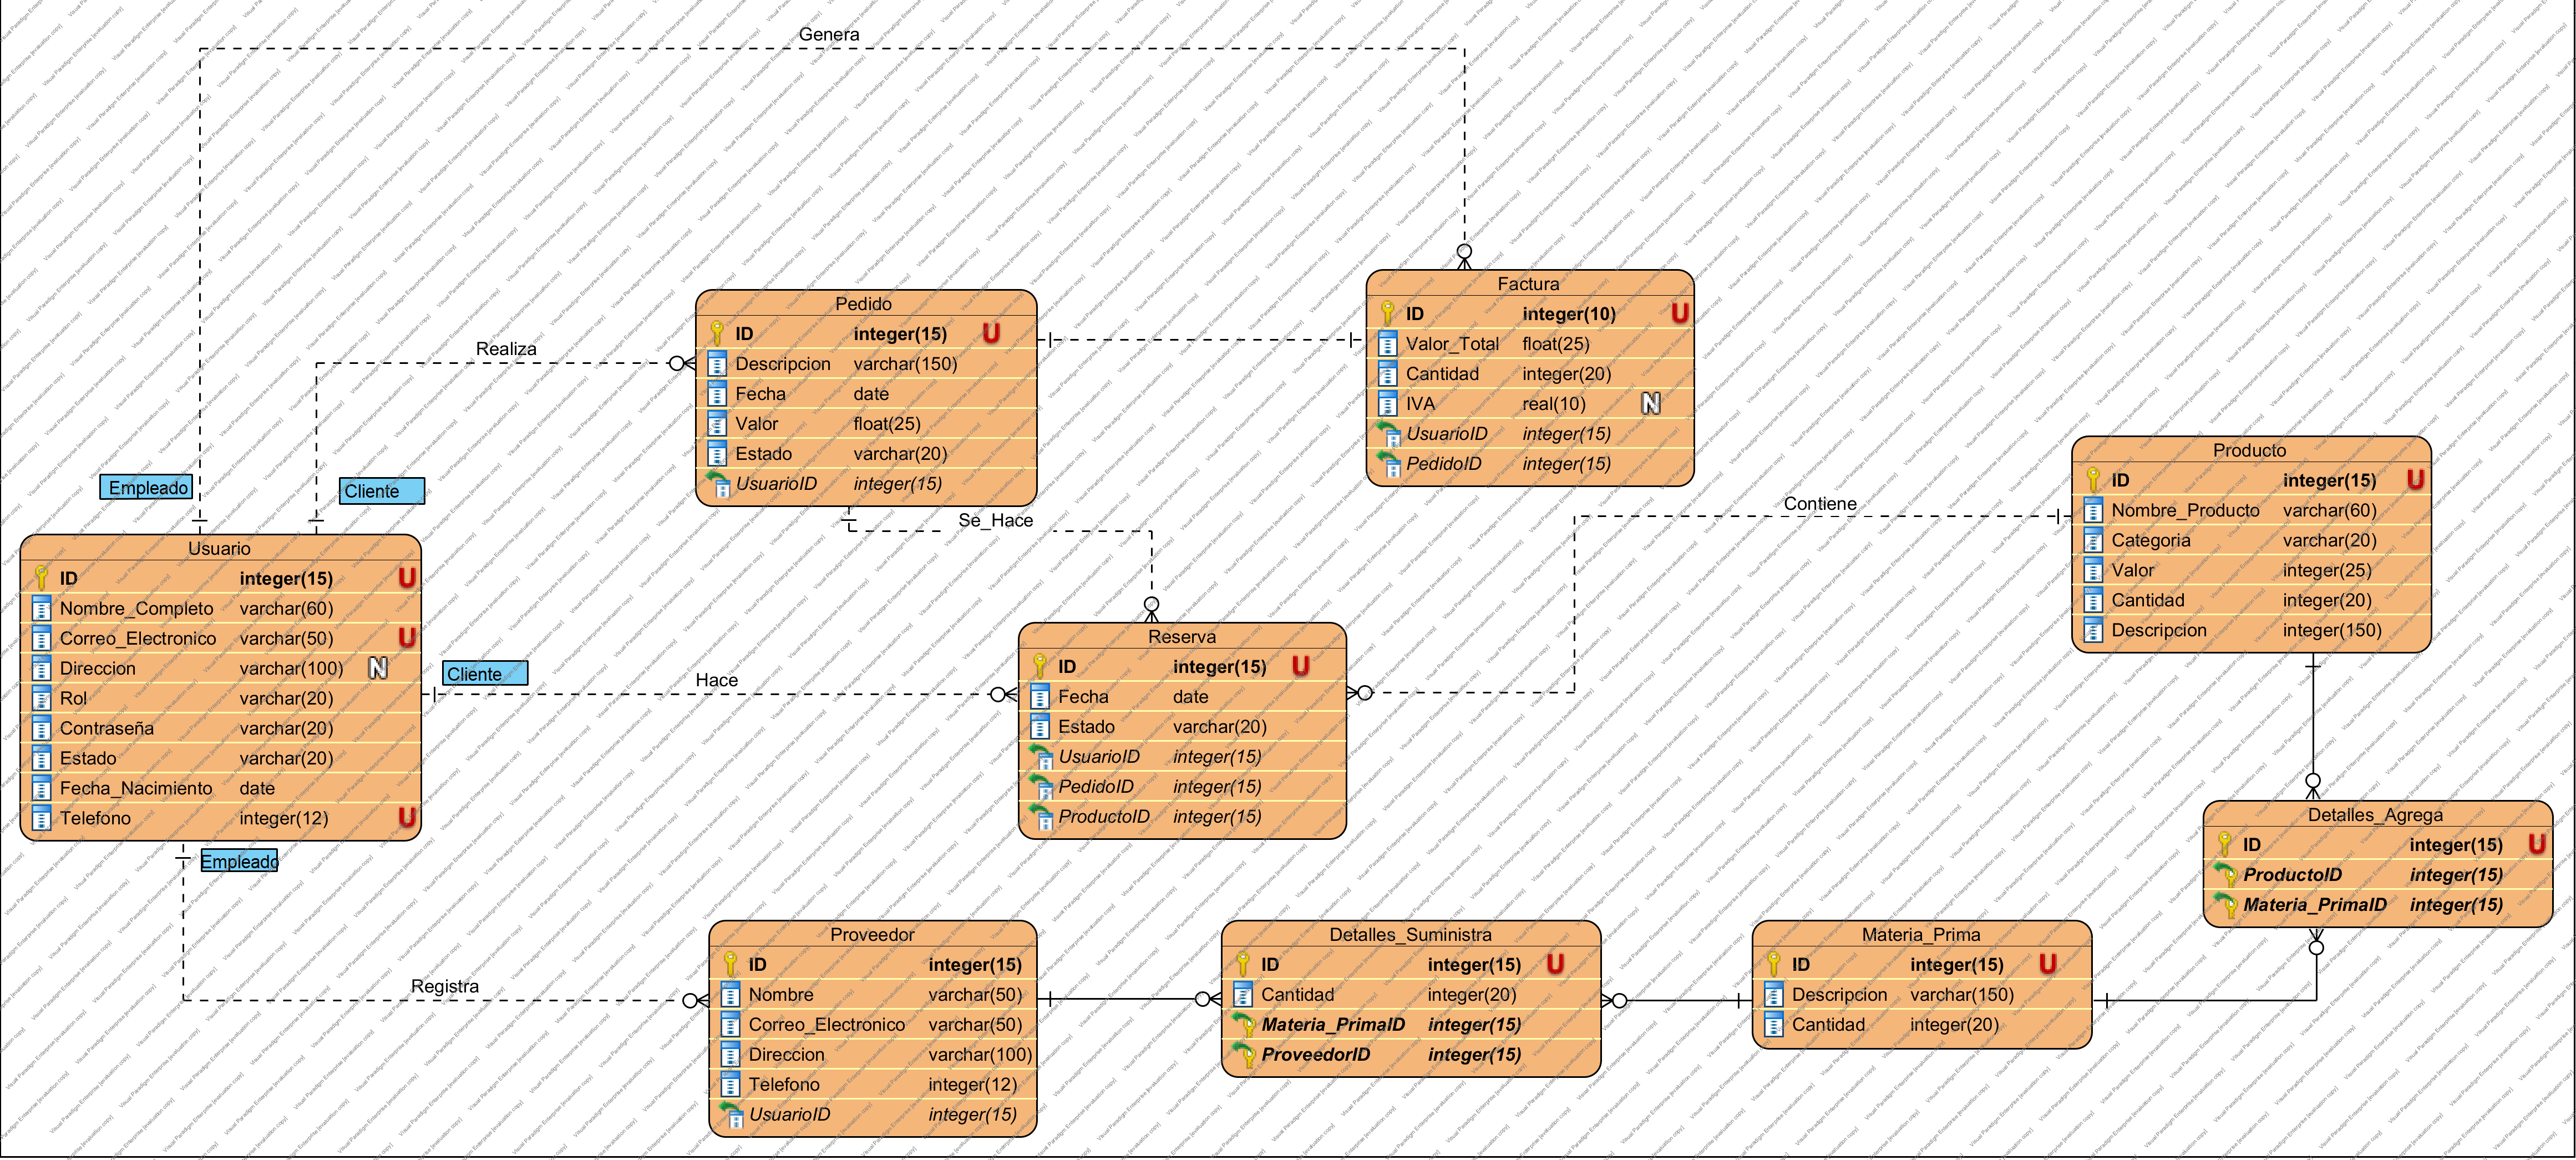 Genera
Factura
ID integer(10) U
Valor_Total float(25)
Cantidad integer(20)
IVA real(10) N
UsuarioID integer(15)
PedidoID integer(15)
Pedido
ID integer(15) U
Descripcion varchar(150)
Fecha date
Valor float(25)
Estado varchar(20)
UsuarioID integer(15)
Realiza
Empleado
Cliente
Se_Hace
Contiene
Producto
ID integer(15) U
Nombre_Producto varchar(60)
Categoria varchar(20)
Valor integer(25)
Cantidad integer(20)
Descripcion integer(150)
Usuario
ID integer(15) U
Nombre_Completo varchar(60)
Correo_Electronico varchar(50) U
Direccion varchar(100) N
Rol varchar(20)
Contraseña varchar(20)
Estado varchar(20)
Fecha_Nacimiento date
Telefono integer(12) U
Cliente
Hace
Reserva
ID integer(15) U
Fecha date
Estado varchar(20)
UsuarioID integer(15)
PedidoID integer(15)
ProductoID integer(15)
Detalles_Agrega
ID integer(15) U
ProductoID integer(15)
Materia_PrimaID integer(15)
Empleado
Registra
Proveedor
ID integer(15)
Nombre varchar(50)
Correo_Electronico varchar(50)
Direccion varchar(100)
Telefono integer(12)
UsuarioID integer(15)
Detalles_Suministra
ID integer(15) U
Cantidad integer(20)
Materia_PrimaID integer(15)
ProveedorID integer(15)
Materia_Prima
ID integer(15) U
Descripcion varchar(150)
Cantidad integer(20)
Visual Paradigm Enterprise [evaluation copy]